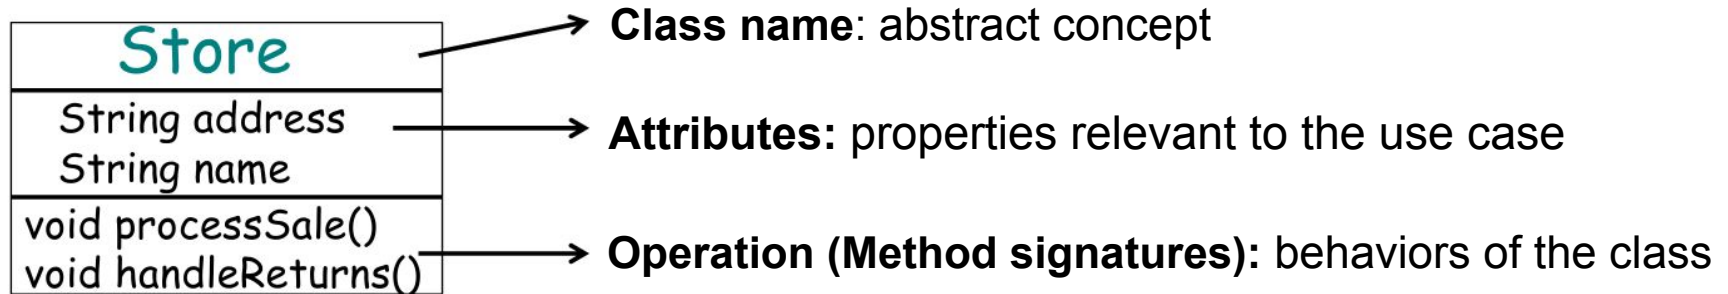 Store
String address
String name
void processSale()
void handleReturns()
Class name: abstract concept
Attributes: properties relevant to the use case
Operation (Method signatures): behaviors of the class